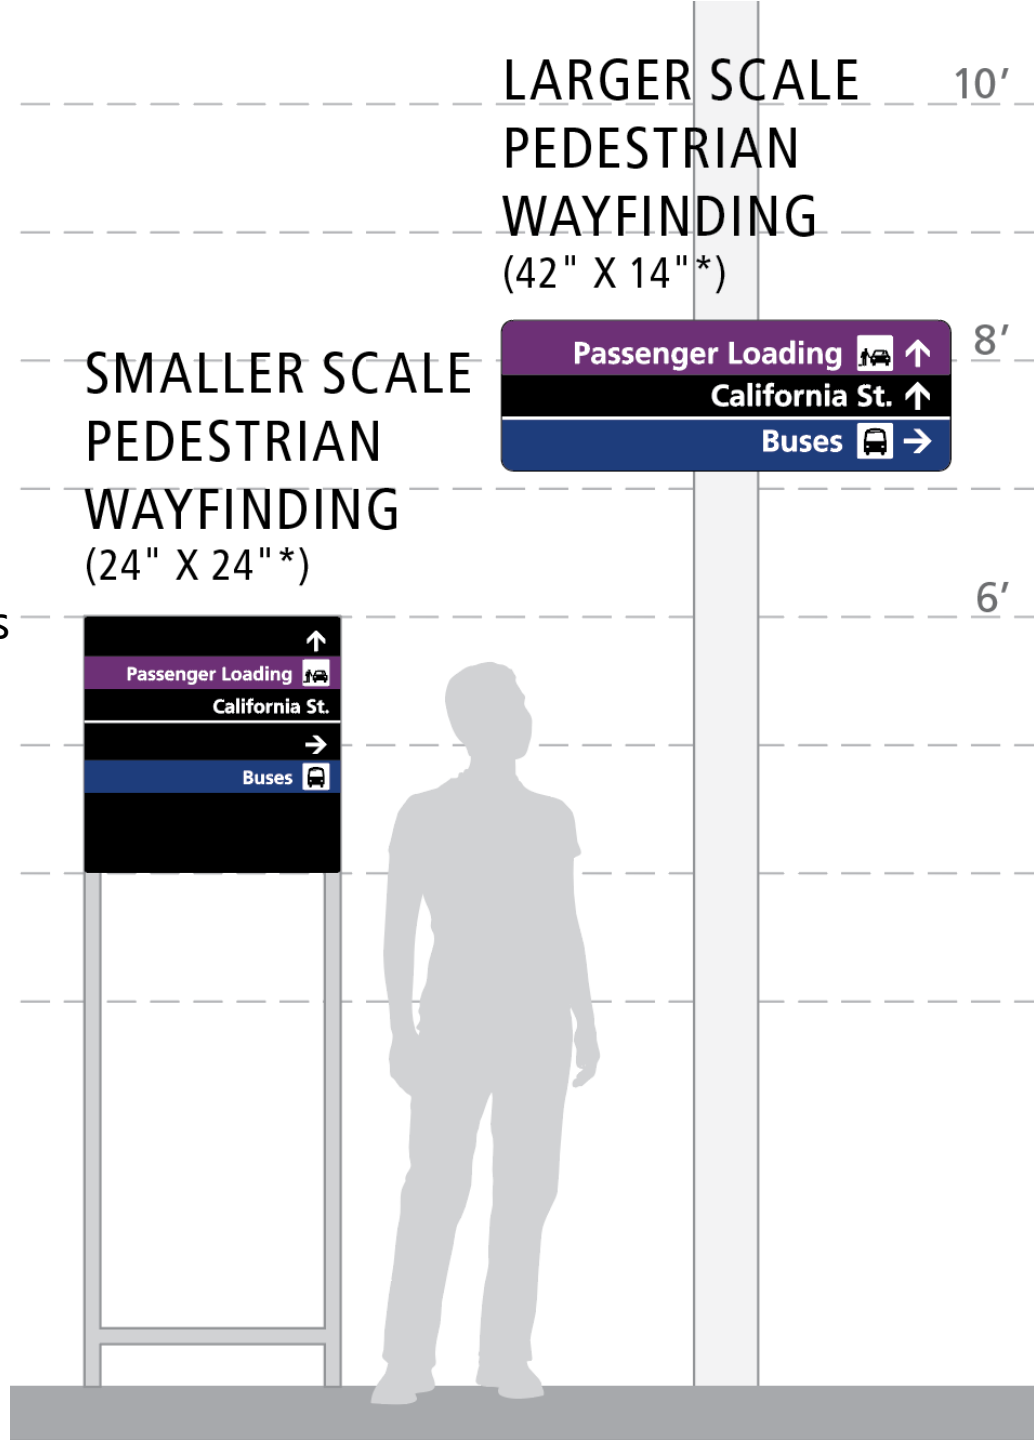 LARGER SCALE
PEDESTRIAN
WAYFINDING
(42" X 14"*)
10'
8'
6'
Passenger Loading ↑
California St. ↑
Buses →
SMALLER SCALE
PEDESTRIAN
WAYFINDING
(24" X 24"*)
s
↑
Passenger Loading
California St.
→
Buses